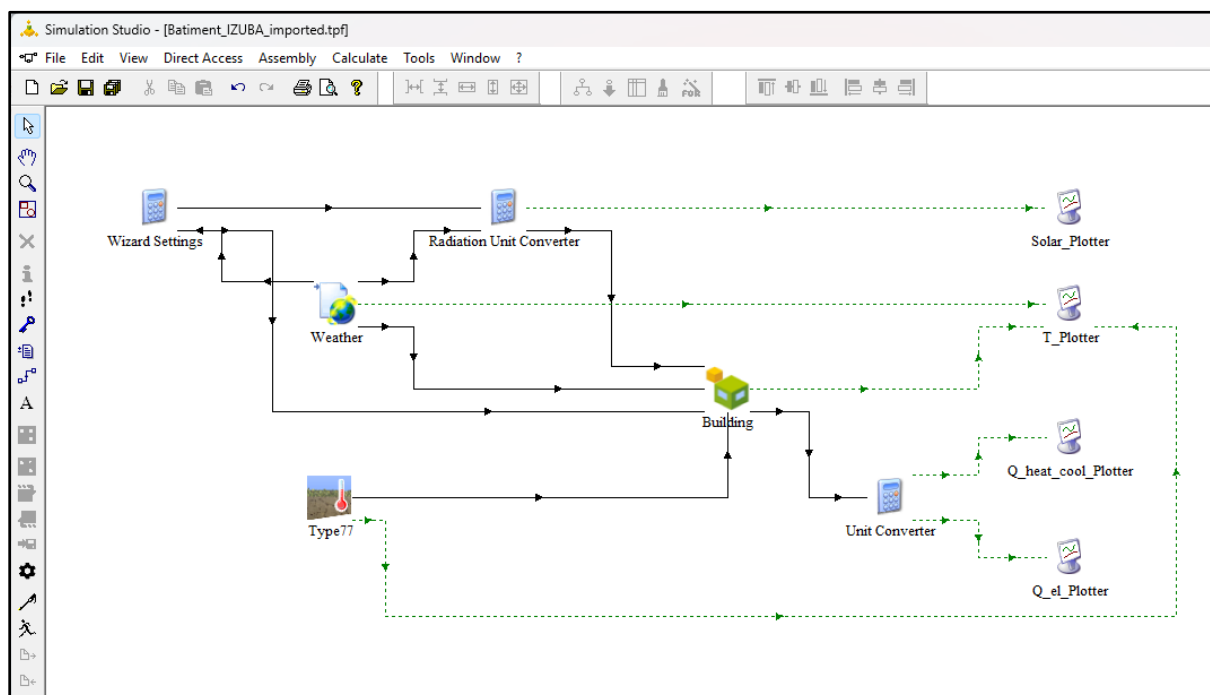 Simulation Studio - [Batiment_IZUBA_imported.tpf]
File Edit View Direct Access Assembly Calculate Tools Window ?
FOR
Wizard Settings
Radiation Unit Converter
Solar_Plotter
Weather
T_Plotter
Building
Q_heat_cool_Plotter
Type77
Unit Converter
Q_el_Plotter
A